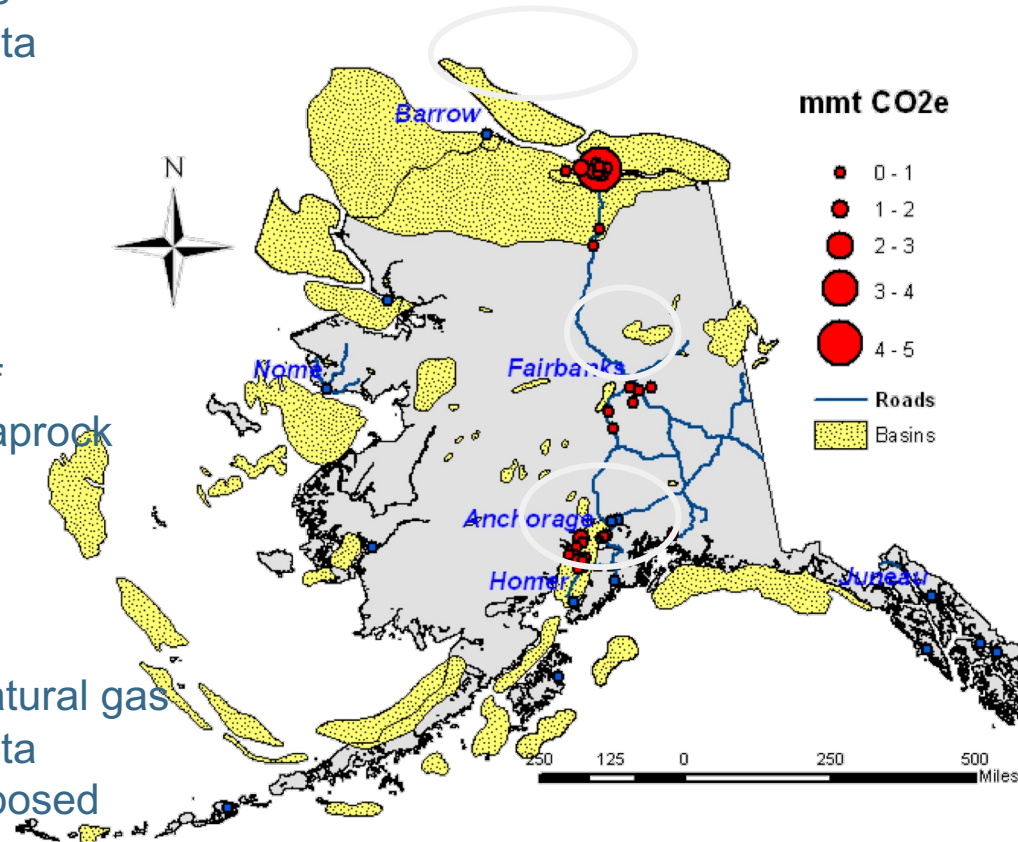 ta
Barrow
mmt CO2e
N
0 - 1
1 - 2
2 - 3
3 - 4
4 - 5
Roads
Basins
Nome
Fairbanks
aprock
Anchorage
Homer
Juneau
atural gas
ta
posed
250 125 0 250 500
Miles